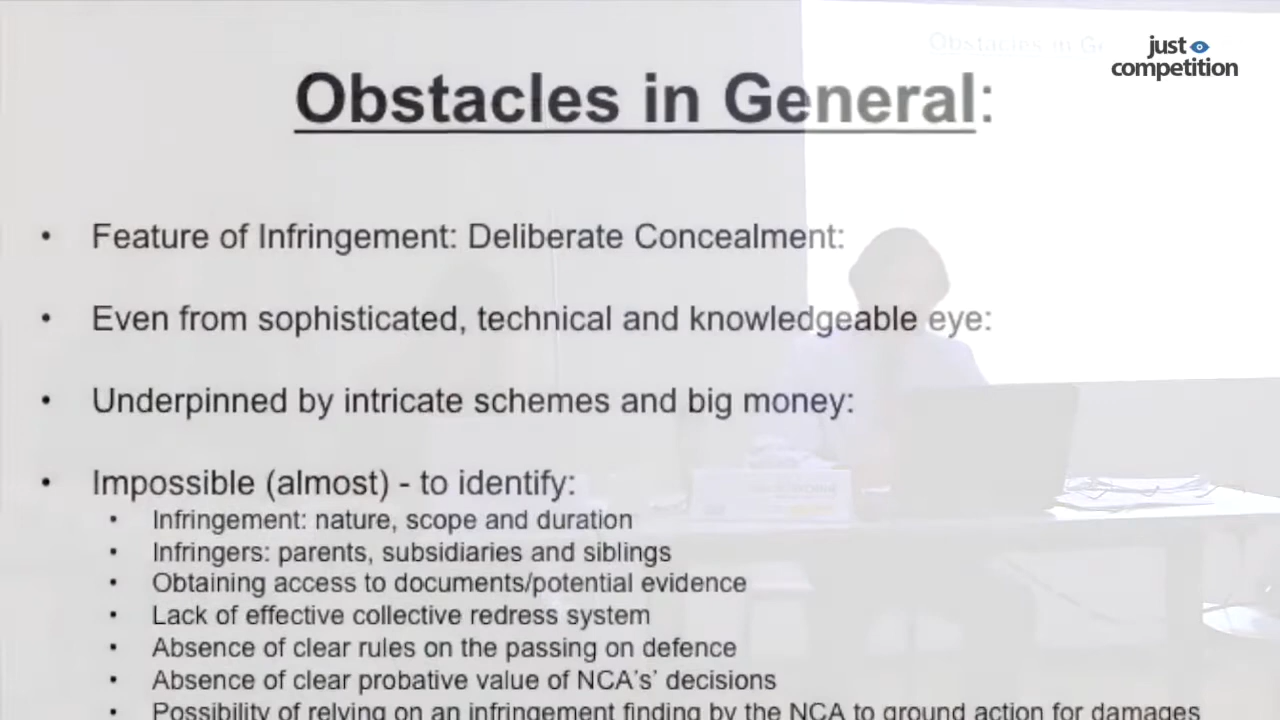 just
competition
Obstacles in Ge
Obstacles in General:
• Feature of Infringement: Deliberate Concealment:
• Even from sophisticated, technical and knowledgeable eye:
• Underpinned by intricate schemes and big money:
• Impossible (almost) - to identify:
• Infringement: nature, scope and duration
• Infringers: parents, subsidiaries and siblings
• Obtaining access to documents/potential evidence
• Lack of effective collective redress system
• Absence of clear rules on the passing on defence
• Absence of clear probative value of NCA's' decisions
• Possibility of relying on an infringement finding by the NCA to ground action for damages